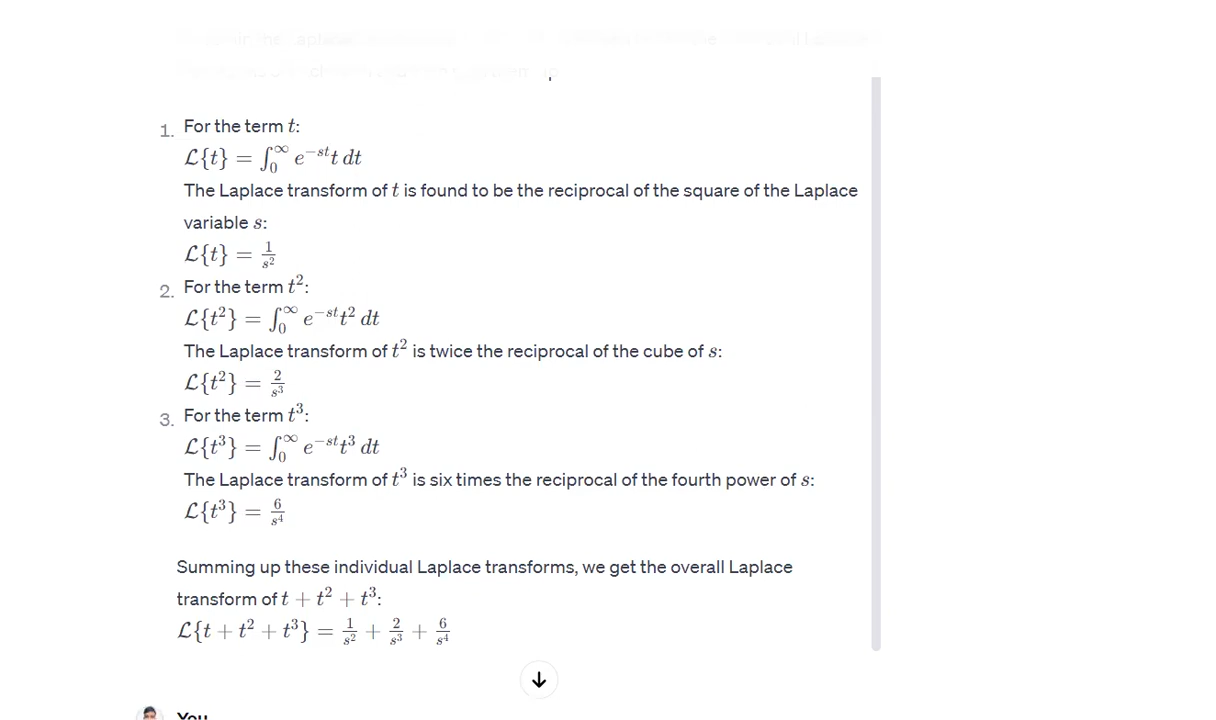 1. For the term t:
ℒ{t} = ∫₀^∞ e^{−st} t dt
The Laplace transform of t is found to be the reciprocal of the square of the Laplace
variable s:
ℒ{t} = 1/s²
2. For the term t²:
ℒ{t²} = ∫₀^∞ e^{−st} t² dt
The Laplace transform of t² is twice the reciprocal of the cube of s:
ℒ{t²} = 2/s³
3. For the term t³:
ℒ{t³} = ∫₀^∞ e^{−st} t³ dt
The Laplace transform of t³ is six times the reciprocal of the fourth power of s:
ℒ{t³} = 6/s⁴
Summing up these individual Laplace transforms, we get the overall Laplace
transform of t + t² + t³:
ℒ{t + t² + t³} = 1/s² + 2/s³ + 6/s⁴
You